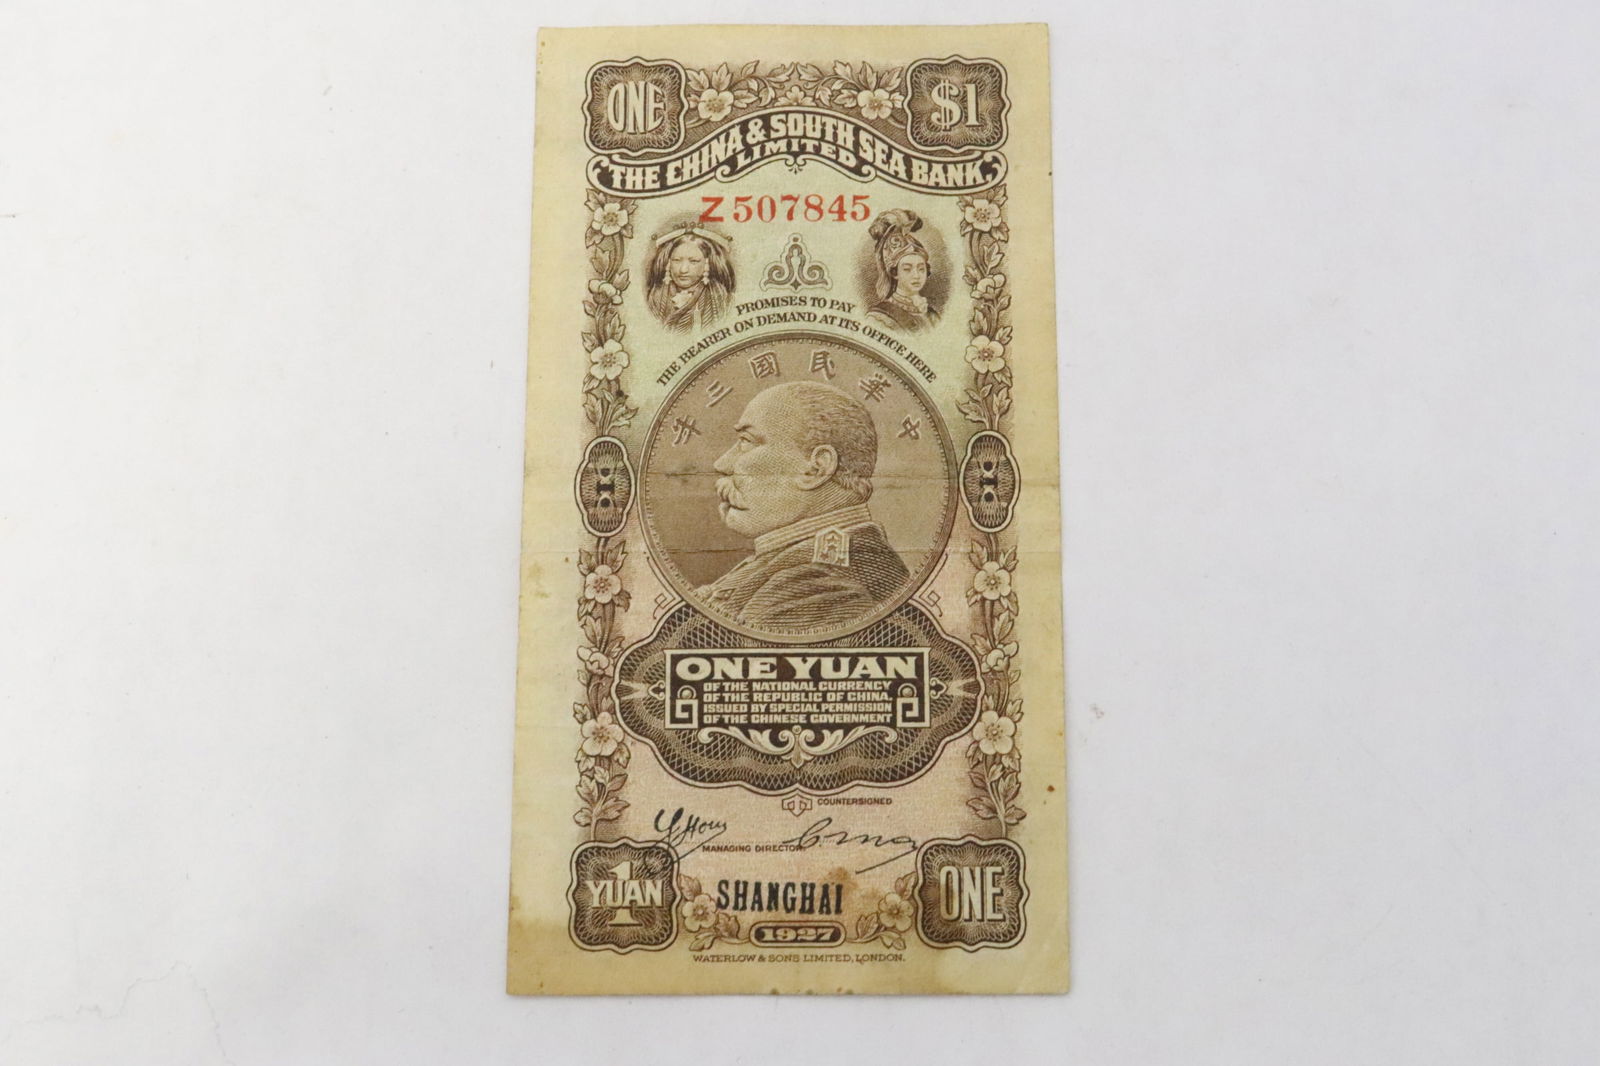 ONE
$1
THE CHINA & SOUTH SEA BANK,
LIMITED
Z507845
PROMISES TO PAY
THE BEARER ON DEMAND AT ITS OFFICE HERE
年三國民華中
ONE YUAN
OF THE NATIONAL CURRENCY
OF THE REPUBLIC OF CHINA.
ISSUED BY SPECIAL PERMISSION
OF THE CHINESE GOVERNMENT
COUNTERSIGNED
MANAGING DIRECTOR.
1
YUAN
SHANGHAI
ONE
1927
WATERLOW & SONS LIMITED, LONDON.